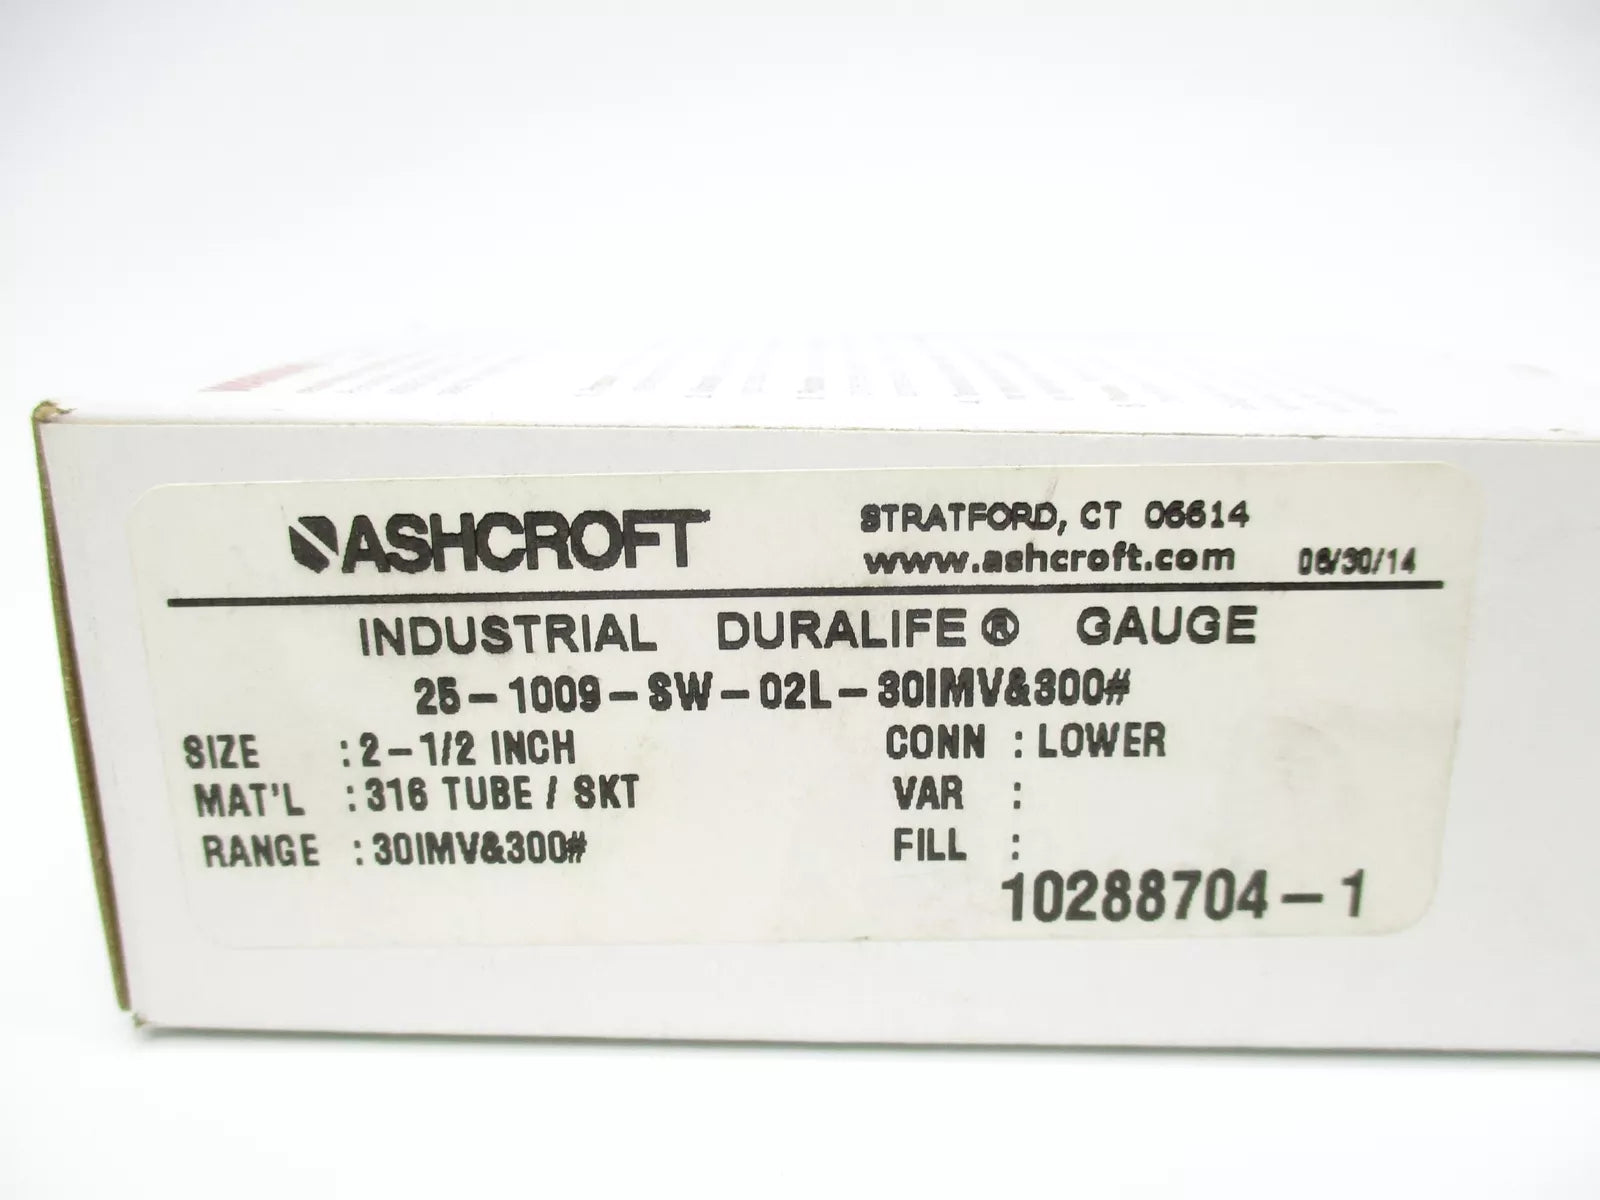 ASHCROFT
STRATFORD, CT 06614
www.ashcroft.com 06/30/14
INDUSTRIAL DURALIFE® GAUGE
25-1009-SW-02L-30IMV&300#
SIZE : 2-1/2 INCH CONN : LOWER
MAT'L : 316 TUBE / SKT VAR :
RANGE : 30IMV&300# FILL :
10288704-1